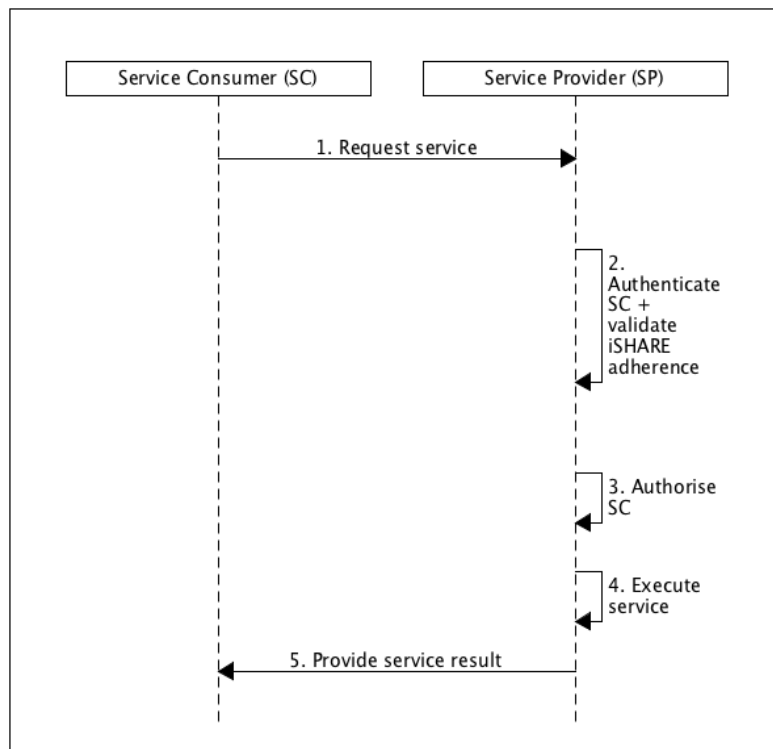 Service Consumer (SC)
Service Provider (SP)
1. Request service
2.
Authenticate
SC +
validate
iSHARE
adherence
3. Authorise
SC
4. Execute
service
5. Provide service result